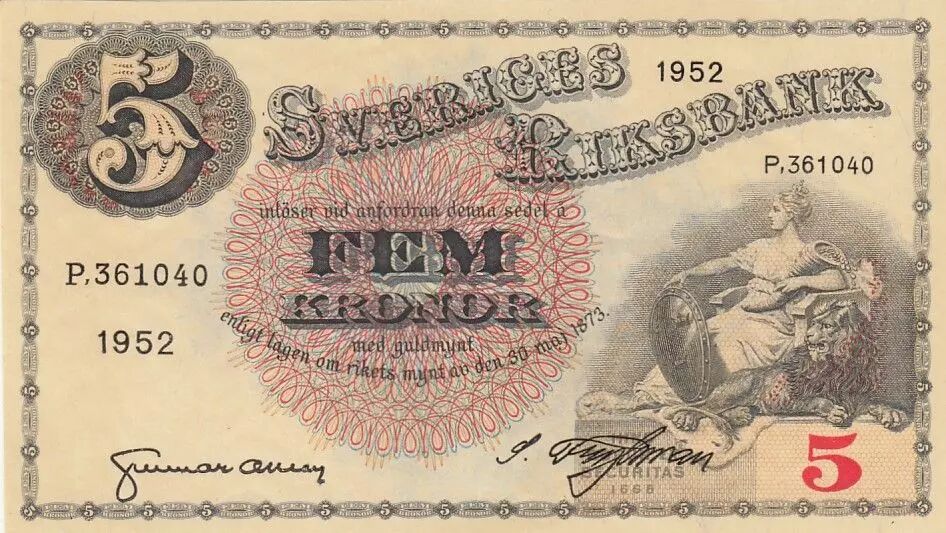 5
SVERIGES
1952
RIKSBANK
P,361040
inlöser vid anfordran denna sedel à
FEM
P,361040
KRONOR
1952
med guldmynt
enligt lagen om rikets mynt av den 30 maj 1873.
5
1668